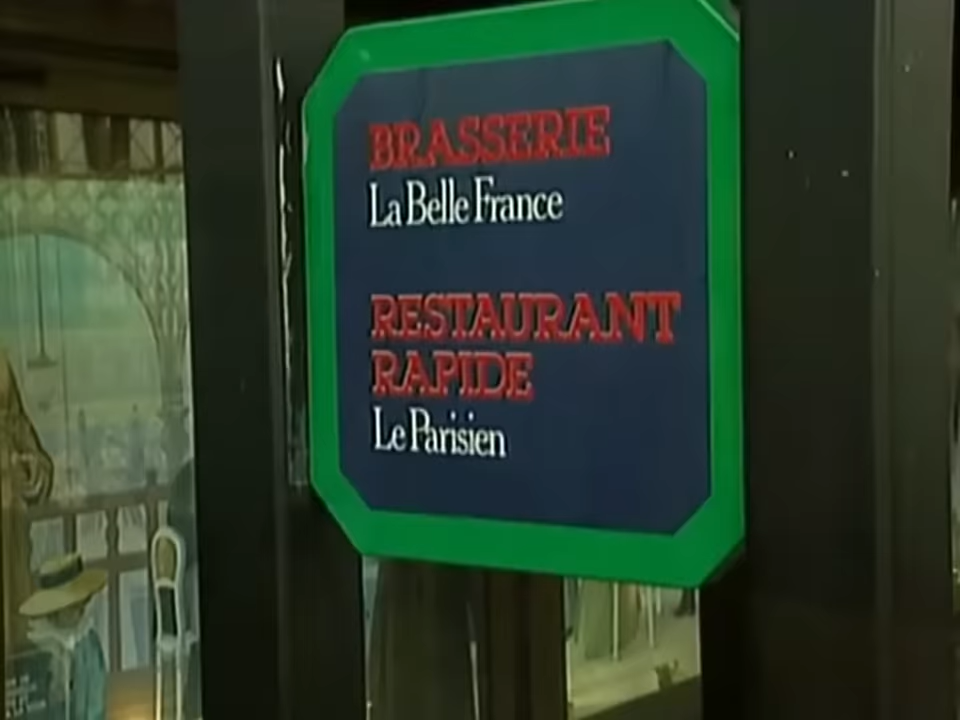 BRASSERIE
La Belle France
RESTAURANT
RAPIDE
Le Parisien